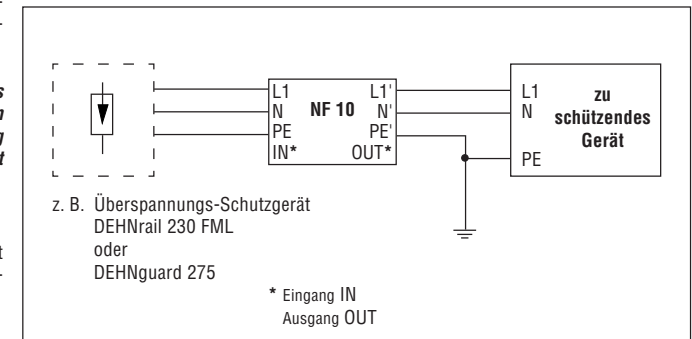 s
n
g
t
t
L1 L1' L1 zu
N NF 10 N' N schützendes
PE PE' Gerät
IN* OUT* PE
z. B. Überspannungs-Schutzgerät
DEHNrail 230 FML
oder
DEHNguard 275
* Eingang IN
Ausgang OUT